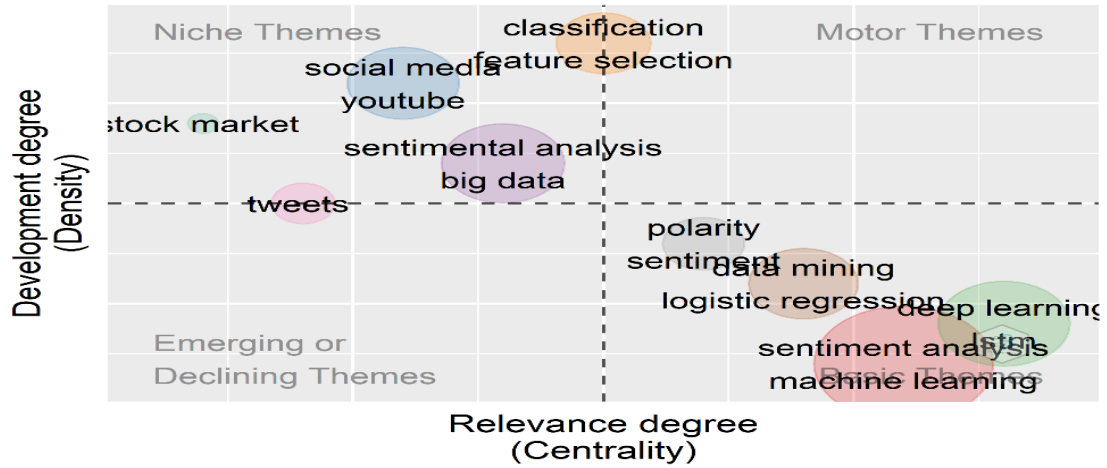 Niche Themes
Motor Themes
classification
feature selection
social media
youtube
stock market
sentimental analysis
big data
tweets
polarity
sentiment
data mining
logistic regression
deep learning
lstm
sentiment analysis
machine learning
Emerging or
Declining Themes
Basic Themes
Development degree
(Density)
Relevance degree
(Centrality)